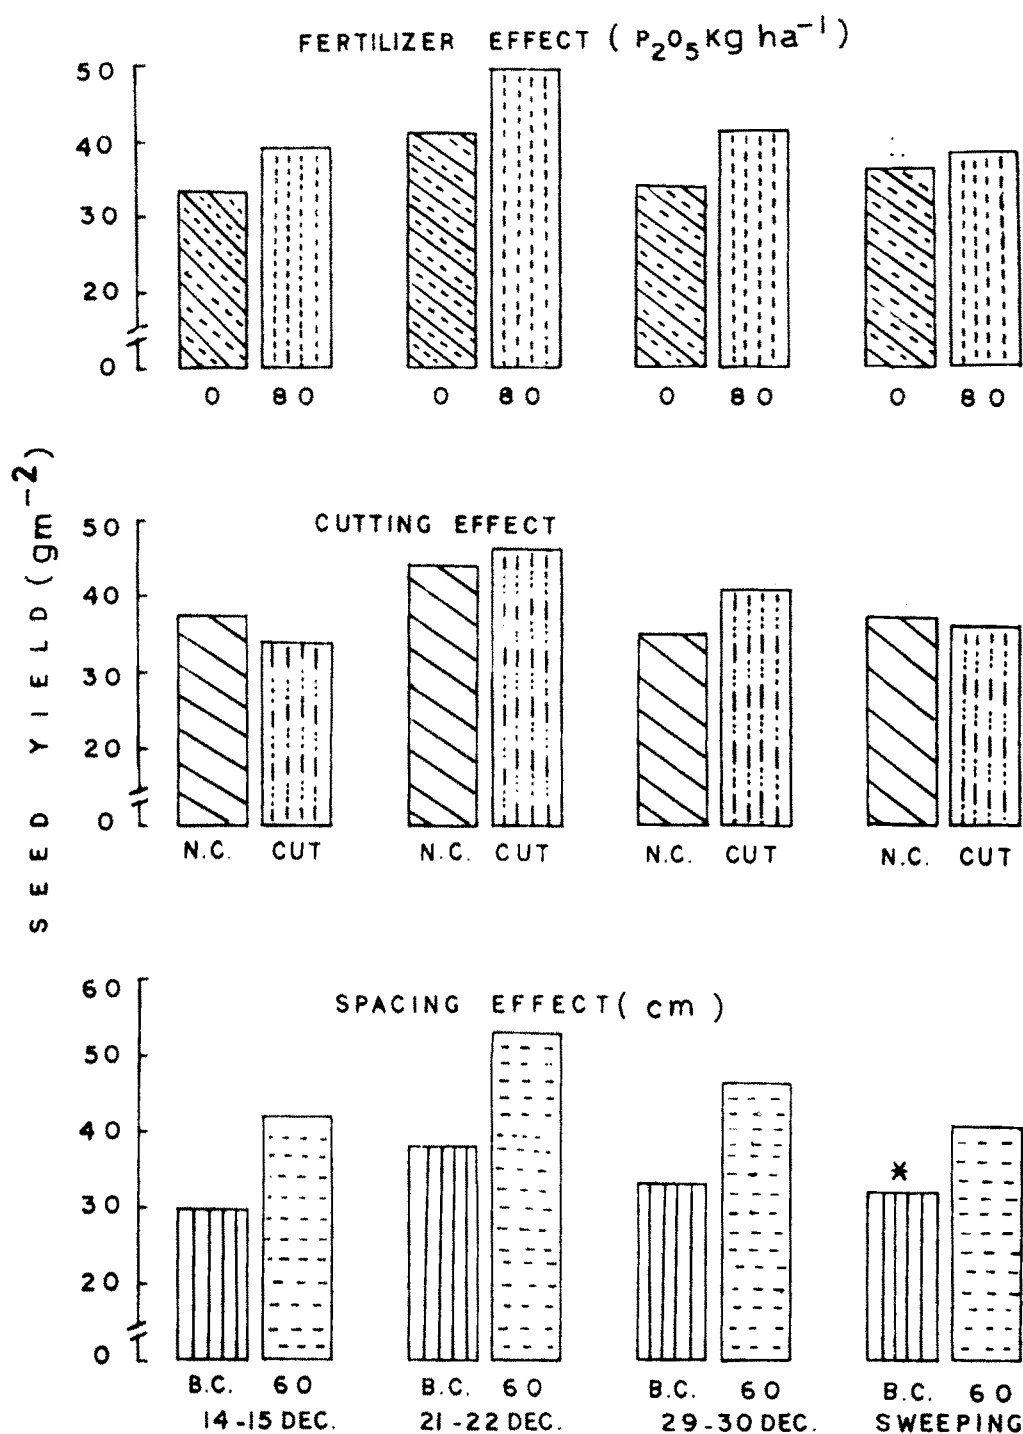 FERTILIZER EFFECT ( P₂O₅ Kg ha⁻¹ )
50
40
30
20
0
0 80 0 80 0 80 0 80
SEED YIELD (gm⁻²)
CUTTING EFFECT
50
40
30
20
0
N.C. CUT N.C. CUT N.C. CUT N.C. CUT
SPACING EFFECT ( cm )
60
50
40
*
30
20
0
B.C. 60 B.C. 60 B.C. 60 B.C. 60
14-15 DEC. 21-22 DEC. 29-30 DEC. SWEEPING